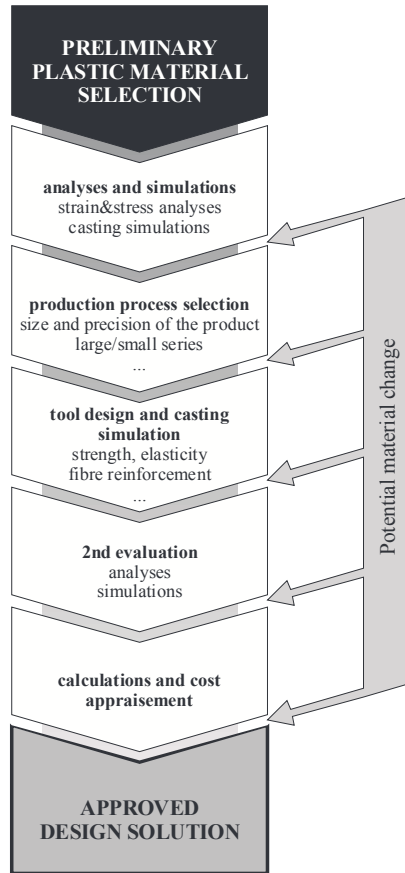 PRELIMINARY
PLASTIC MATERIAL
SELECTION
analyses and simulations
strain&stress analyses
casting simulations
production process selection
size and precision of the product
large/small series
...
tool design and casting
simulation
strength, elasticity
fibre reinforcement
...
2nd evaluation
analyses
simulations
calculations and cost
appraisement
APPROVED
DESIGN SOLUTION
Potential material change